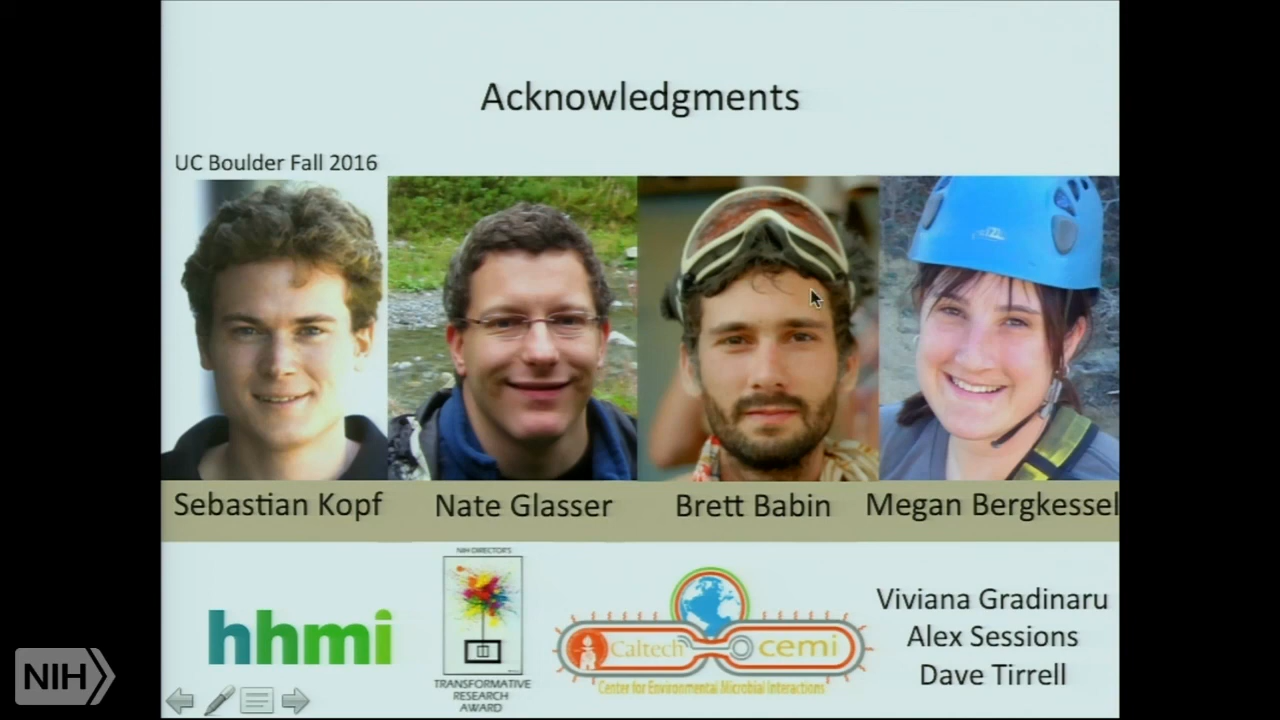 Acknowledgments
UC Boulder Fall 2016
Sebastian Kopf
Nate Glasser
Brett Babin
Megan Bergkessel
hhmi
NIH DIRECTOR'S
TRANSFORMATIVE
RESEARCH
AWARD
Caltech
cemi
Center for Environmental Microbial Interactions
Viviana Gradinaru
Alex Sessions
Dave Tirrell
NIH